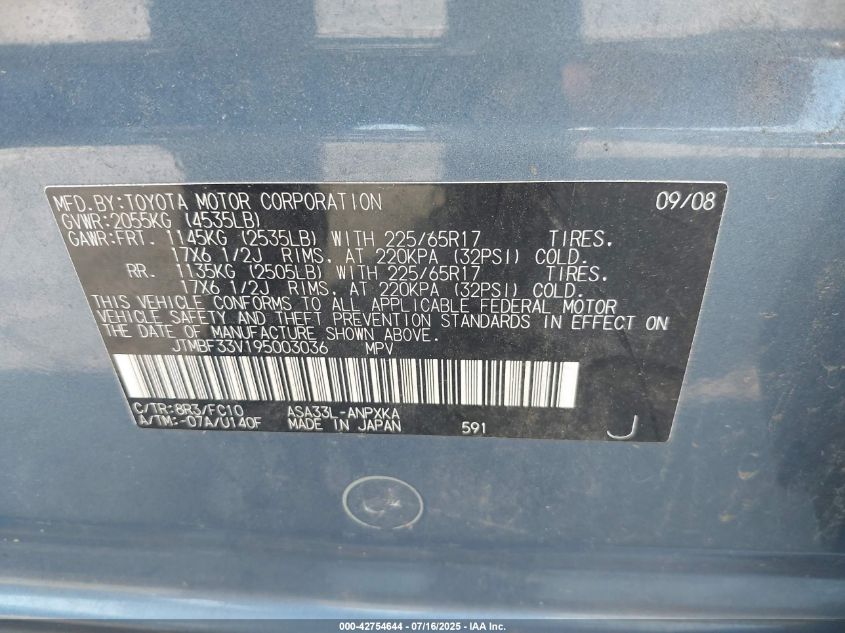 MFD.BY:TOYOTA MOTOR CORPORATION 09/08
GVWR:2055KG (4535LB)
GAWR:FRT. 1145KG (2535LB) WITH 225/65R17 TIRES.
17X6 1/2J RIMS, AT 220KPA (32PSI) COLD.
RR. 1135KG (2505LB) WITH 225/65R17 TIRES.
17X6 1/2J RIMS, AT 220KPA (32PSI) COLD.
THIS VEHICLE CONFORMS TO ALL APPLICABLE FEDERAL MOTOR
VEHICLE SAFETY AND THEFT PREVENTION STANDARDS IN EFFECT ON
THE DATE OF MANUFACTURE SHOWN ABOVE.
JTMBF33V195003036 MPV
C/TR:8R3/FC10 ASA33L-ANPXKA
A/TM:-07A/U140F MADE IN JAPAN 591 J
000-42754644 - 07/16/2025 - IAA Inc.